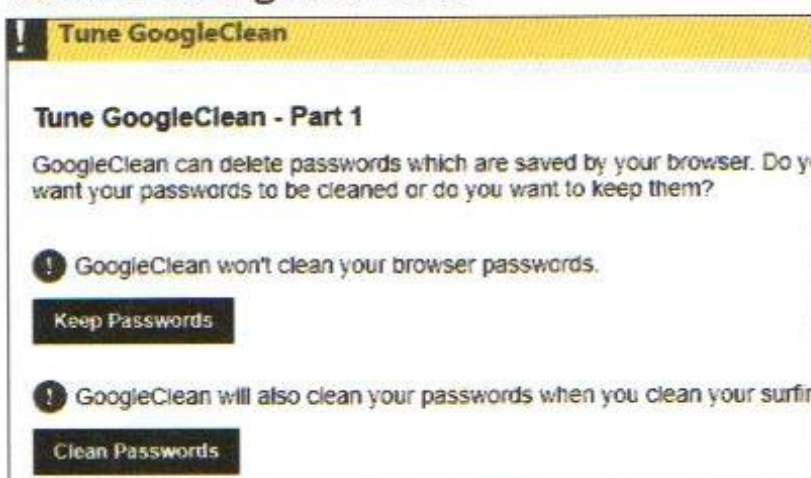 Tune GoogleClean
Tune GoogleClean - Part 1
GoogleClean can delete passwords which are saved by your browser. Do
want your passwords to be cleaned or do you want to keep them?
GoogleClean won't clean your browser passwords.
Keep Passwords
GoogleClean will also clean your passwords when you clean your
Clean Passwords